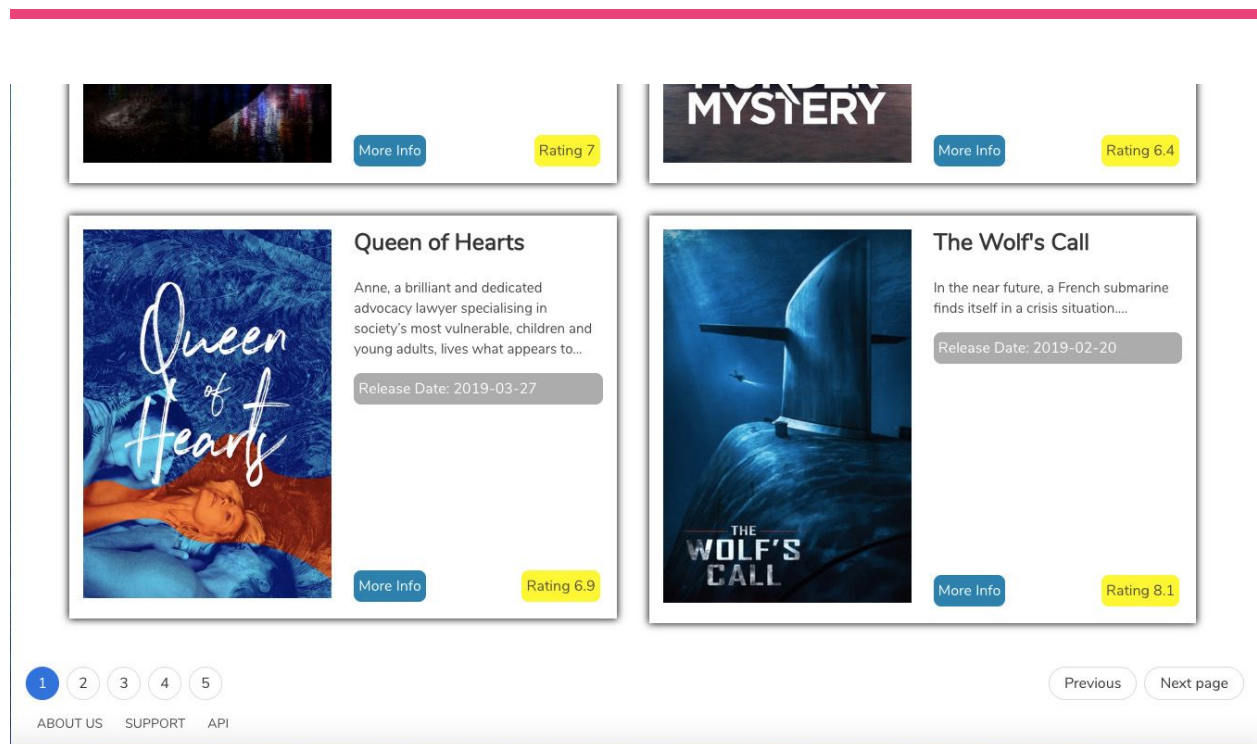 MURDER
MYSTERY
More Info
Rating 7
More Info
Rating 6.4
Queen
of
Hearts
Queen of Hearts
Anne, a brilliant and dedicated
advocacy lawyer specialising in
society’s most vulnerable, children and
young adults, lives what appears to...
Release Date: 2019-03-27
More Info
Rating 6.9
THE
WOLF'S
CALL
The Wolf's Call
In the near future, a French submarine
finds itself in a crisis situation....
Release Date: 2019-02-20
More Info
Rating 8.1
1 2 3 4 5
Previous Next page
ABOUT US SUPPORT API